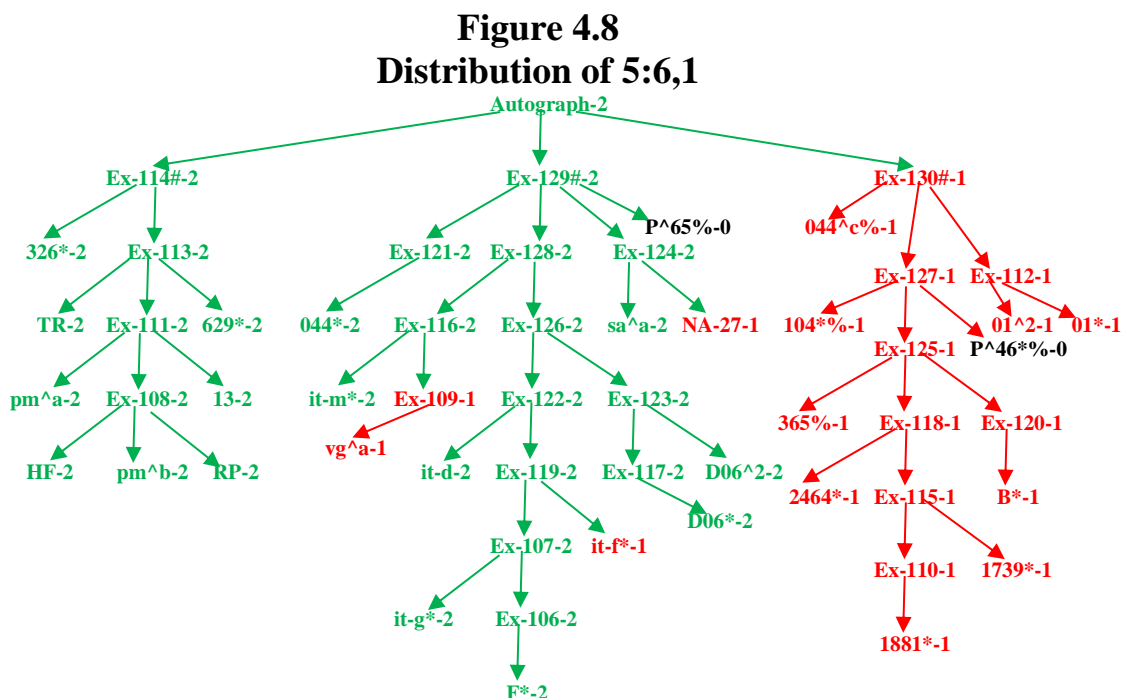 Figure 4.8
Distribution of 5:6,1
Autograph-2
Ex-114#-2 Ex-129#-2 Ex-130#-1
P^65%-0 044^c%-1
326*-2 Ex-113-2 Ex-121-2 Ex-128-2 Ex-124-2
Ex-127-1 Ex-112-1
TR-2 Ex-111-2 629*-2 044*-2 Ex-116-2 Ex-126-2 sa^a-2 NA-27-1 104*%-1 01^2-1 01*-1
Ex-125-1 P^46*%-0
pm^a-2 Ex-108-2 13-2 it-m*-2 Ex-109-1 Ex-122-2 Ex-123-2
365%-1 Ex-118-1 Ex-120-1
vg^a-1
HF-2 pm^b-2 RP-2 it-d-2 Ex-119-2 Ex-117-2 D06^2-2
2464*-1 Ex-115-1 B*-1
D06*-2
Ex-107-2 it-f*-1
Ex-110-1 1739*-1
it-g*-2 Ex-106-2
1881*-1
F*-2